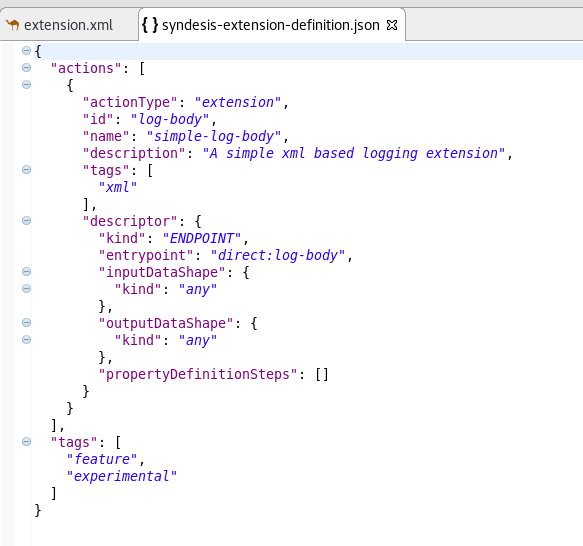 extension.xml
{ } syndesis-extension-definition.json
{
  "actions": [
    {
      "actionType": "extension",
      "id": "log-body",
      "name": "simple-log-body",
      "description": "A simple xml based logging extension",
      "tags": [
        "xml"
      ],
      "descriptor": {
        "kind": "ENDPOINT",
        "entrypoint": "direct:log-body",
        "inputDataShape": {
          "kind": "any"
        },
        "outputDataShape": {
          "kind": "any"
        },
        "propertyDefinitionSteps": []
      }
    }
  ],
  "tags": [
    "feature",
    "experimental"
  ]
}